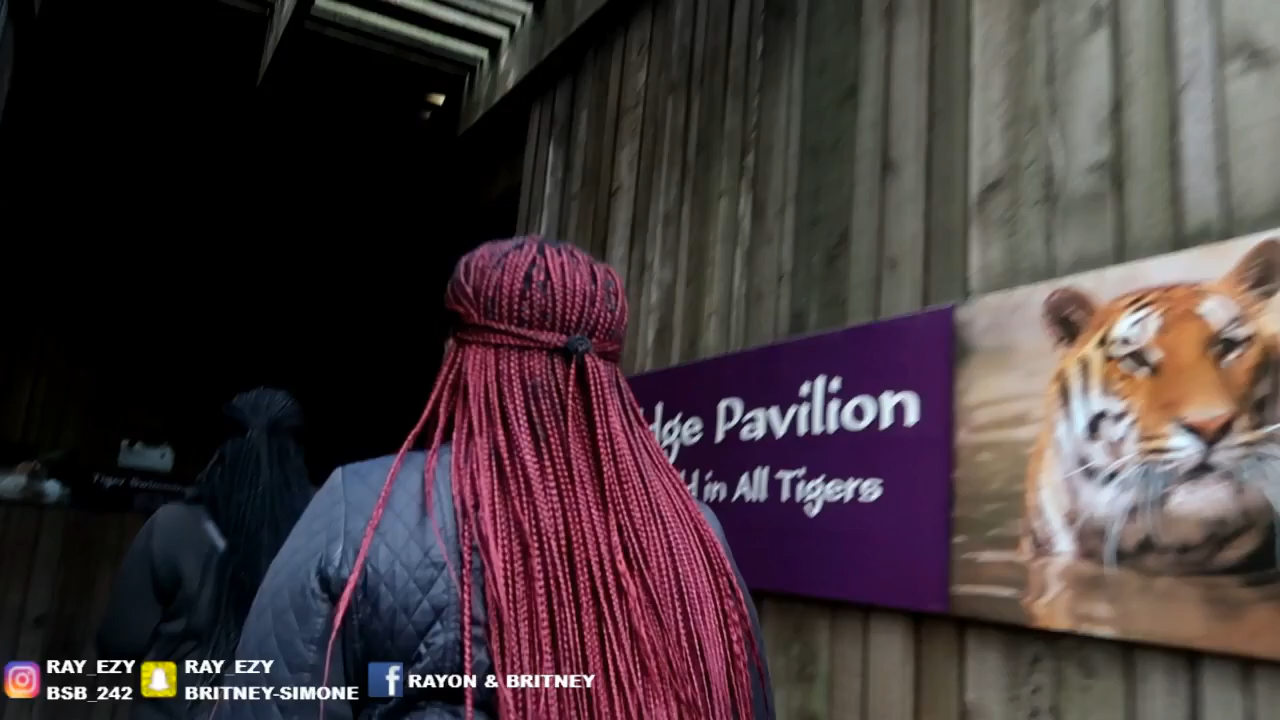 dge Pavilion
d in All Tigers
RAY_EZY
BSB_242
RAY_EZY
BRITNEY-SIMONE
RAYON & BRITNEY